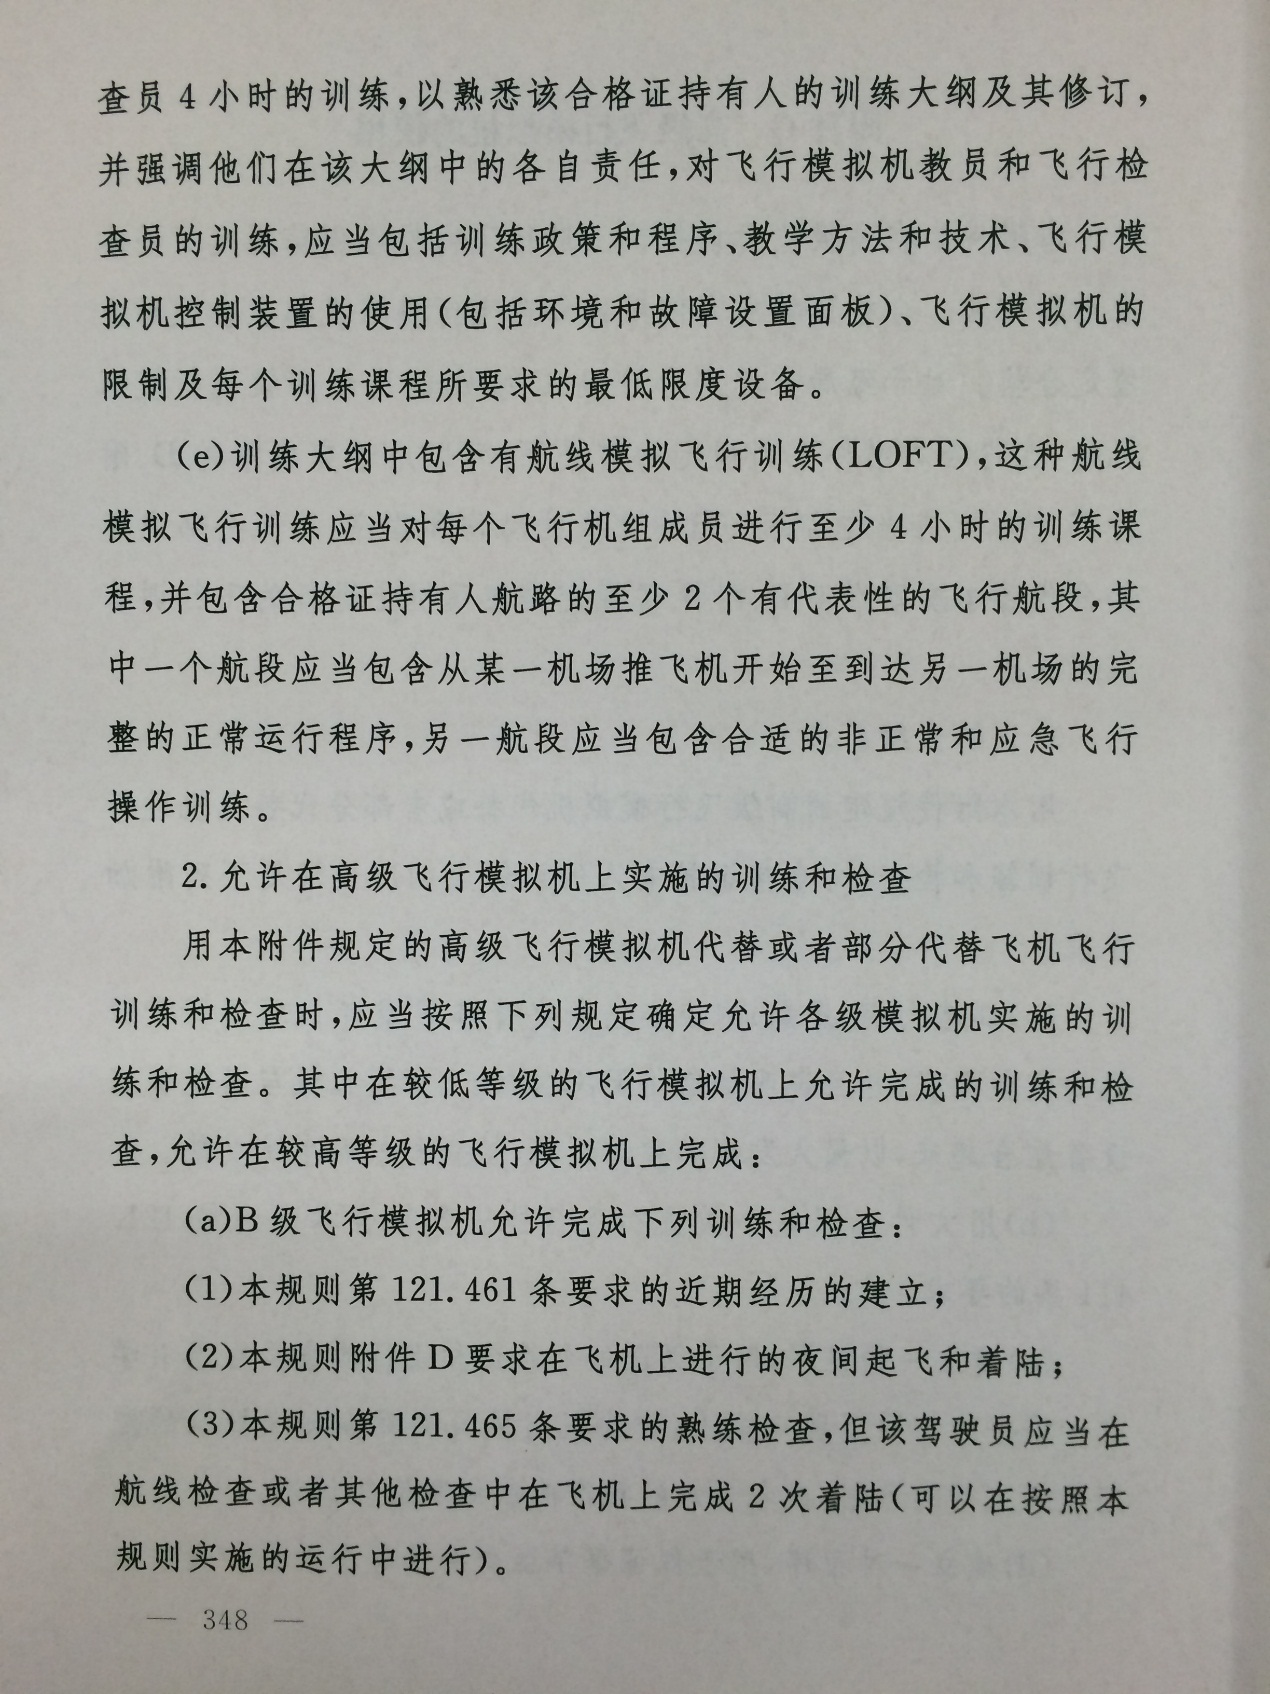 查员 4 小时的训练,以熟悉该合格证持有人的训练大纲及其修订,
并强调他们在该大纲中的各自责任,对飞行模拟机教员和飞行检
查员的训练,应当包括训练政策和程序、教学方法和技术、飞行模
拟机控制装置的使用(包括环境和故障设置面板)、飞行模拟机的
限制及每个训练课程所要求的最低限度设备。
(e)训练大纲中包含有航线模拟飞行训练(LOFT),这种航线
模拟飞行训练应当对每个飞行机组成员进行至少 4 小时的训练课
程,并包含合格证持有人航路的至少 2 个有代表性的飞行航段,其
中一个航段应当包含从某一机场推飞机开始至到达另一机场的完
整的正常运行程序,另一航段应当包含合适的非正常和应急飞行
操作训练。
2. 允许在高级飞行模拟机上实施的训练和检查
用本附件规定的高级飞行模拟机代替或者部分代替飞机飞行
训练和检查时,应当按照下列规定确定允许各级模拟机实施的训
练和检查。其中在较低等级的飞行模拟机上允许完成的训练和检
查,允许在较高等级的飞行模拟机上完成:
(a)B 级飞行模拟机允许完成下列训练和检查:
(1)本规则第 121. 461 条要求的近期经历的建立;
(2)本规则附件 D 要求在飞机上进行的夜间起飞和着陆;
(3)本规则第 121. 465 条要求的熟练检查,但该驾驶员应当在
航线检查或者其他检查中在飞机上完成 2 次着陆(可以在按照本
规则实施的运行中进行)。
— 348 —